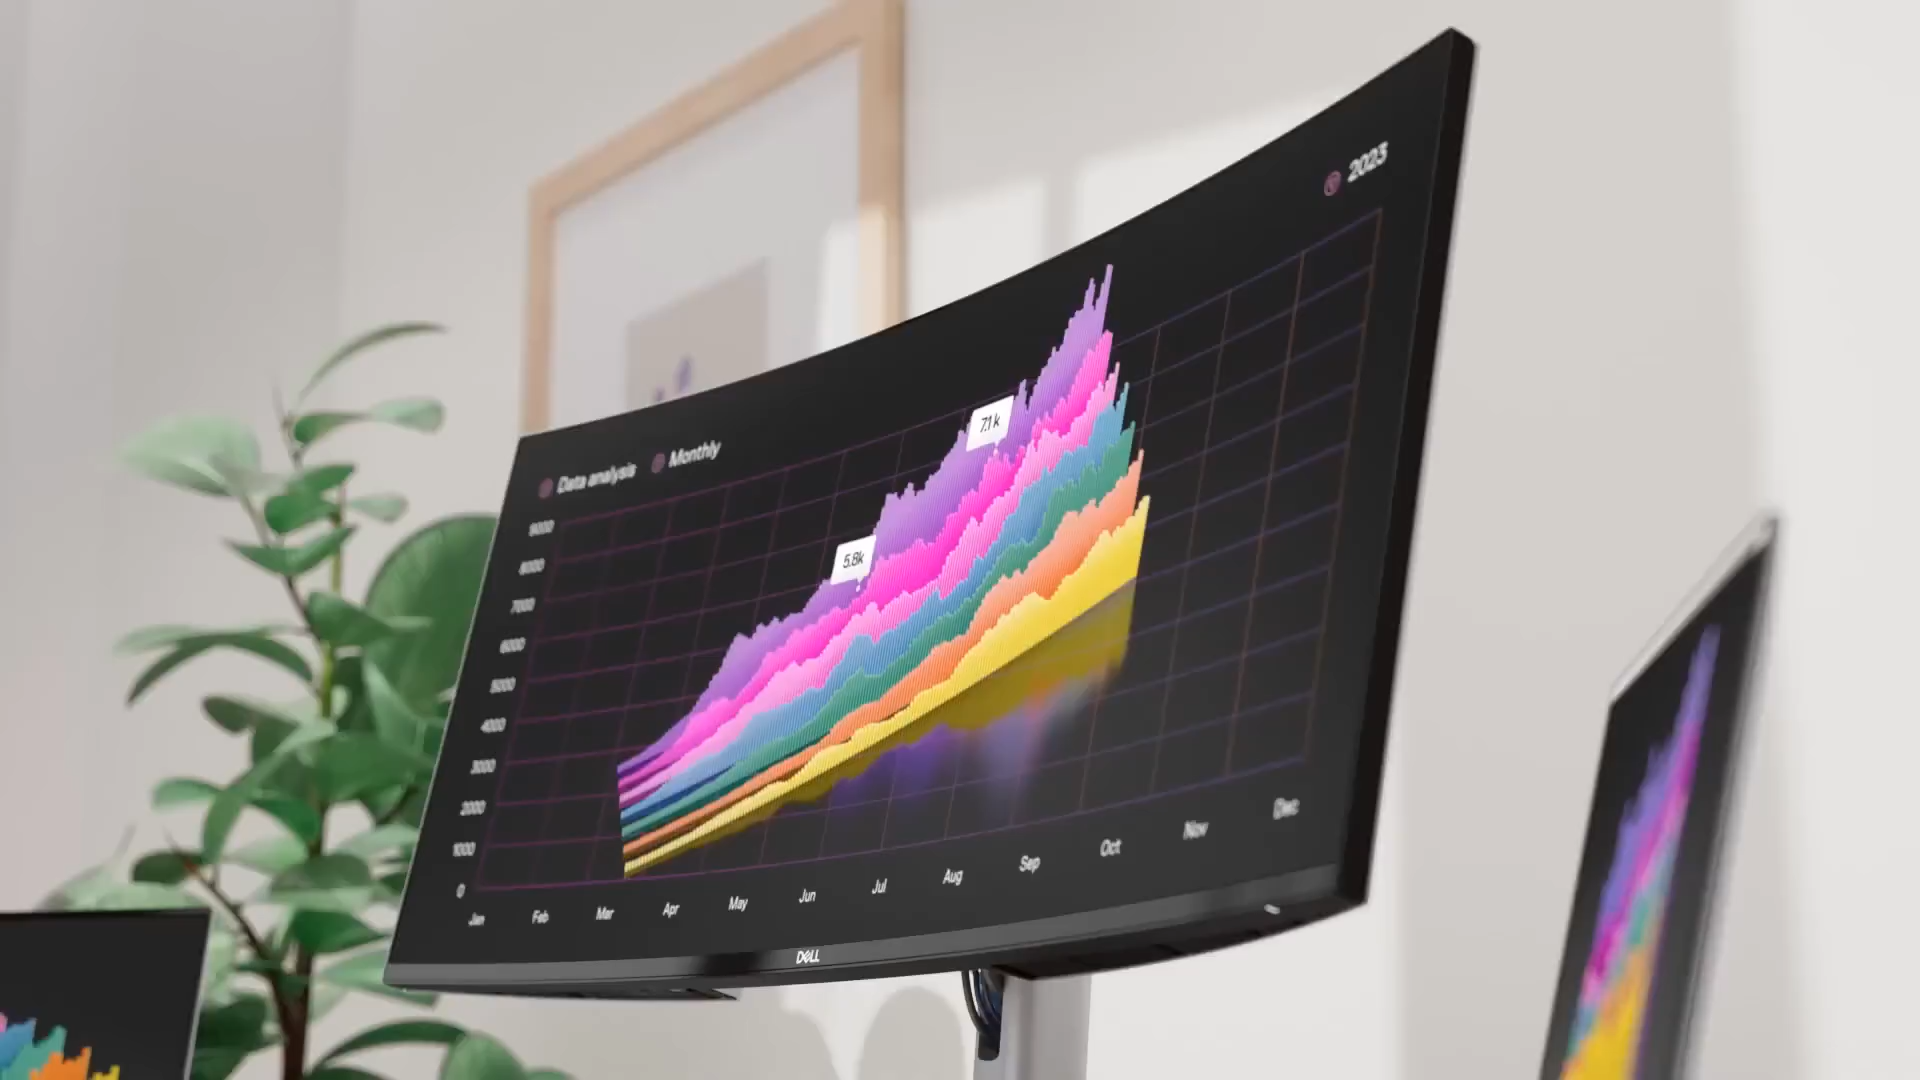 2023
Data analysis Monthly
9000
8000
7000
6000
5000
4000
3000
2000
1000
0
7.1k
5.8k
Jan Feb Mar Apr May Jun Jul Aug Sep Oct Nov Dec
DELL